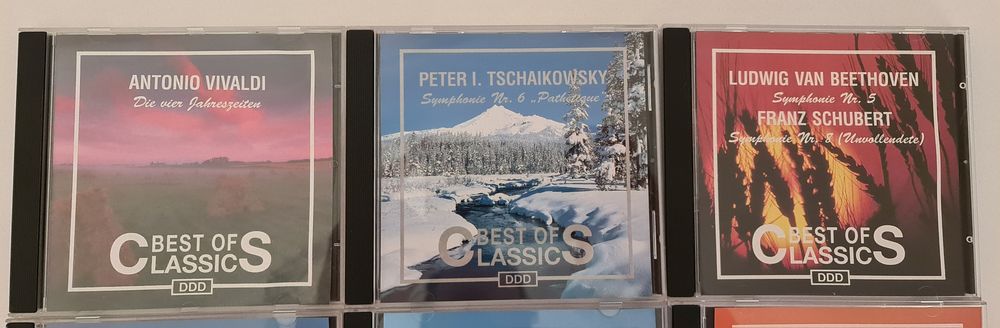 ANTONIO VIVALDI
Die vier Jahreszeiten
BEST OF
CLASSICS
DDD
PETER I. TSCHAIKOWSKY
Symphonie Nr. 6 „Pathétique“
BEST OF
CLASSICS
DDD
LUDWIG VAN BEETHOVEN
Symphonie Nr. 5
FRANZ SCHUBERT
Symphonie Nr. 8 (Unvollendete)
BEST OF
CLASSICS
DDD